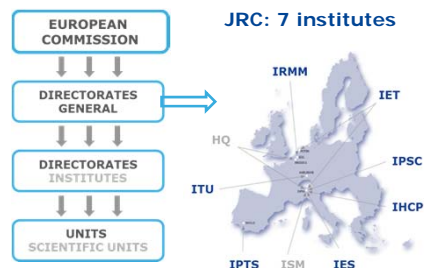 EUROPEAN
COMMISSION
DIRECTORATES
GENERAL
DIRECTORATES
INSTITUTES
UNITS
SCIENTIFIC UNITS
JRC: 7 institutes
IRMM
IET
HQ
IPSC
ITU
IHCP
IPTS
ISM
IES